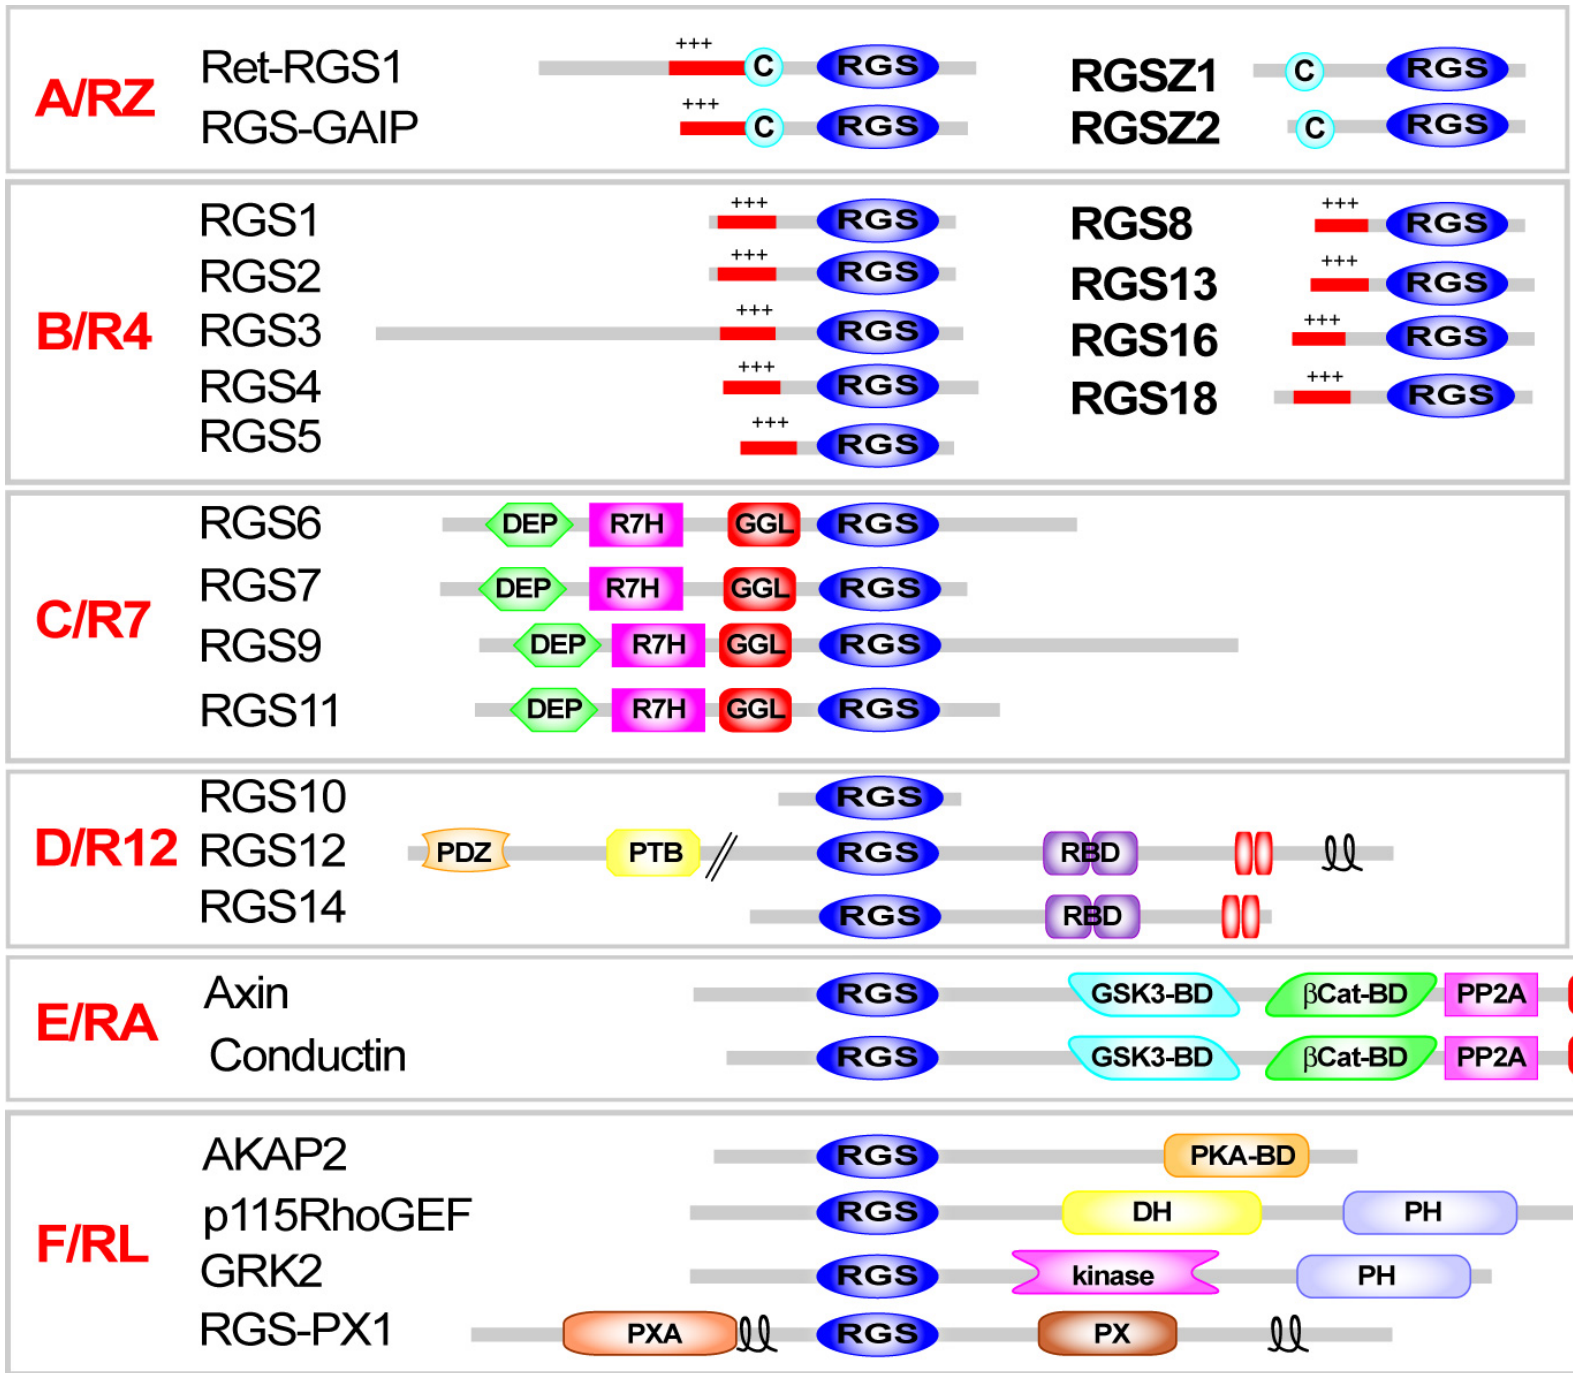 A/RZ
Ret-RGS1 +++ C RGS
RGS-GAIP +++ C RGS
RGSZ1 C RGS
RGSZ2 C RGS
B/R4
RGS1 +++ RGS
RGS2 +++ RGS
RGS3 +++ RGS
RGS4 +++ RGS
RGS5 +++ RGS
RGS8 +++ RGS
RGS13 +++ RGS
RGS16 +++ RGS
RGS18 +++ RGS
C/R7
RGS6 DEP R7H GGL RGS
RGS7 DEP R7H GGL RGS
RGS9 DEP R7H GGL RGS
RGS11 DEP R7H GGL RGS
D/R12
RGS10 RGS
RGS12 PDZ PTB // RGS RBD
RGS14 RGS RBD
E/RA
Axin RGS GSK3-BD βCat-BD PP2A
Conductin RGS GSK3-BD βCat-BD PP2A
F/RL
AKAP2 RGS PKA-BD
p115RhoGEF RGS DH PH
GRK2 RGS kinase PH
RGS-PX1 PXA RGS PX